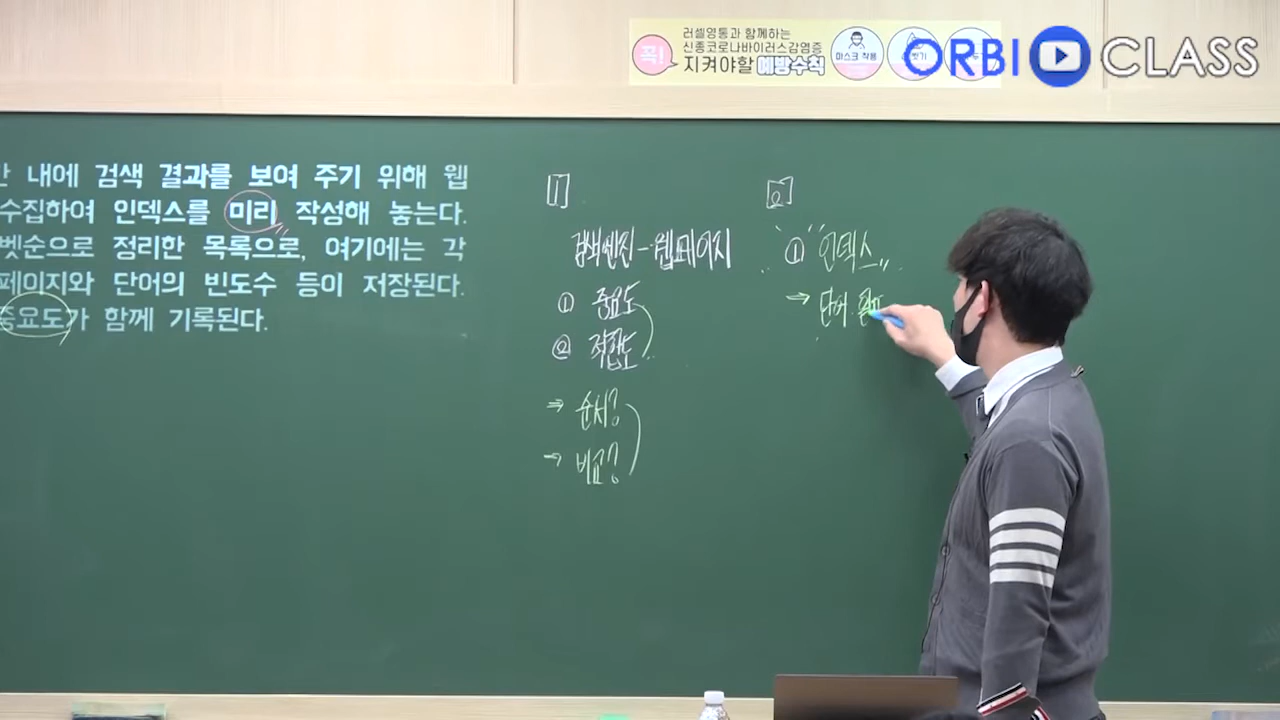 러셀영통과 함께하는
신종코로나바이러스감염증
꼭! 지켜야할 예방수칙
마스크 착용
ORBI CLASS
내에 검색 결과를 보여 주기 위해 웹
수집하여 인덱스를 미리 작성해 놓는다.
벳순으로 정리한 목록으로, 여기에는 각
페이지와 단어의 빈도수 등이 저장된다.
중요도가 함께 기록된다.
1
검색엔진-웹페이지
① 중요도
② 적합도
⇒ 순서?
→ 비교?
2
① "인덱스"
⇒ 단어